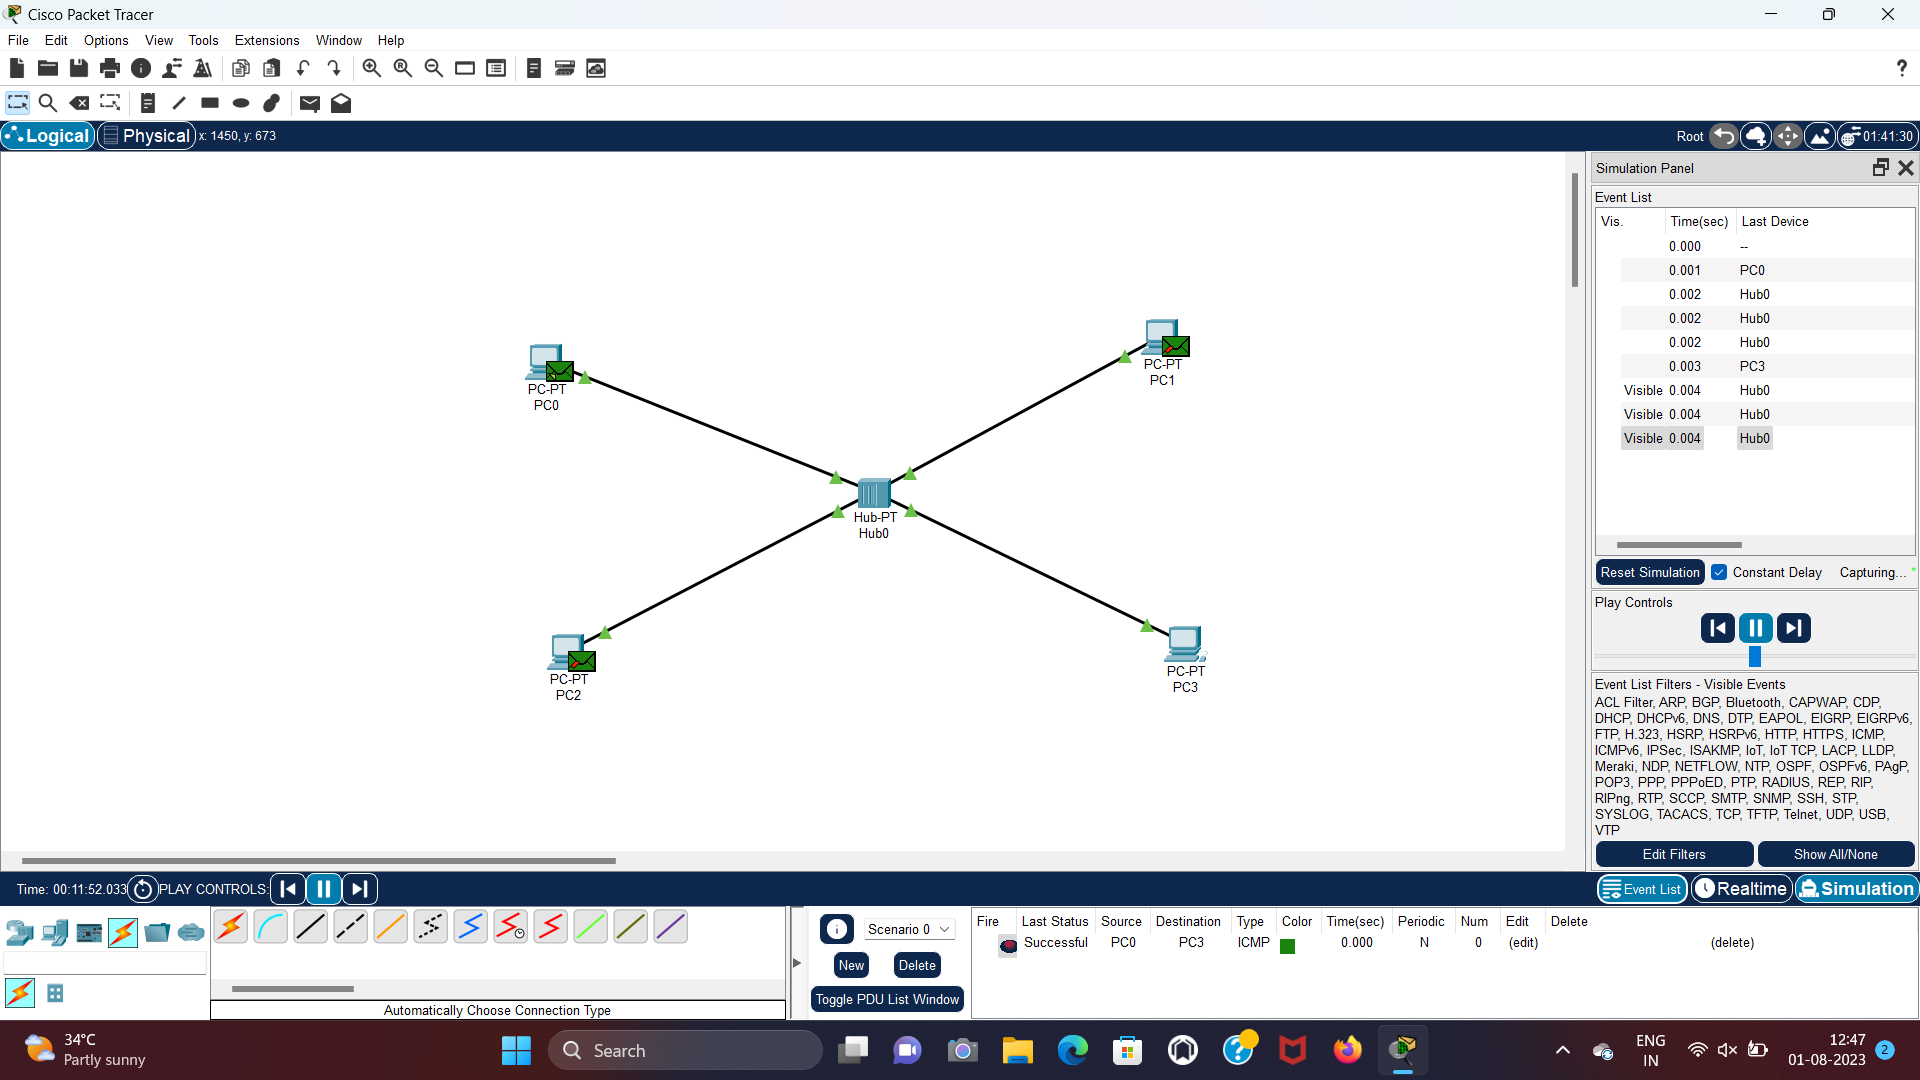 Cisco Packet Tracer
File Edit Options View Tools Extensions Window Help
?
Logical Physical x: 1450, y: 673
Root 01:41:30
Simulation Panel
Event List
Vis. Time(sec) Last Device
0.000 --
0.001 PC0
0.002 Hub0
0.002 Hub0
0.002 Hub0
0.003 PC3
Visible 0.004 Hub0
Visible 0.004 Hub0
Visible 0.004 Hub0
Reset Simulation Constant Delay Capturing...
Play Controls
Event List Filters - Visible Events
ACL Filter, ARP, BGP, Bluetooth, CAPWAP, CDP,
DHCP, DHCPv6, DNS, DTP, EAPOL, EIGRP, EIGRPv6,
FTP, H.323, HSRP, HSRPv6, HTTP, HTTPS, ICMP,
ICMPv6, IPSec, ISAKMP, IoT, IoT TCP, LACP, LLDP,
Meraki, NDP, NETFLOW, NTP, OSPF, OSPFv6, PAgP,
POP3, PPP, PPPoED, PTP, RADIUS, REP, RIP,
RIPng, RTP, SCCP, SMTP, SNMP, SSH, STP,
SYSLOG, TACACS, TCP, TFTP, Telnet, UDP, USB,
VTP
Edit Filters Show All/None
PC-PT
PC0
PC-PT
PC1
Hub-PT
Hub0
PC-PT
PC2
PC-PT
PC3
Time: 00:11:52.033 PLAY CONTROLS:
Event List Realtime Simulation
Automatically Choose Connection Type
Scenario 0
New Delete
Toggle PDU List Window
Fire Last Status Source Destination Type Color Time(sec) Periodic Num Edit Delete
Successful PC0 PC3 ICMP 0.000 N 0 (edit) (delete)
34°C
Partly sunny
Search
ENG
IN
12:47
01-08-2023
2